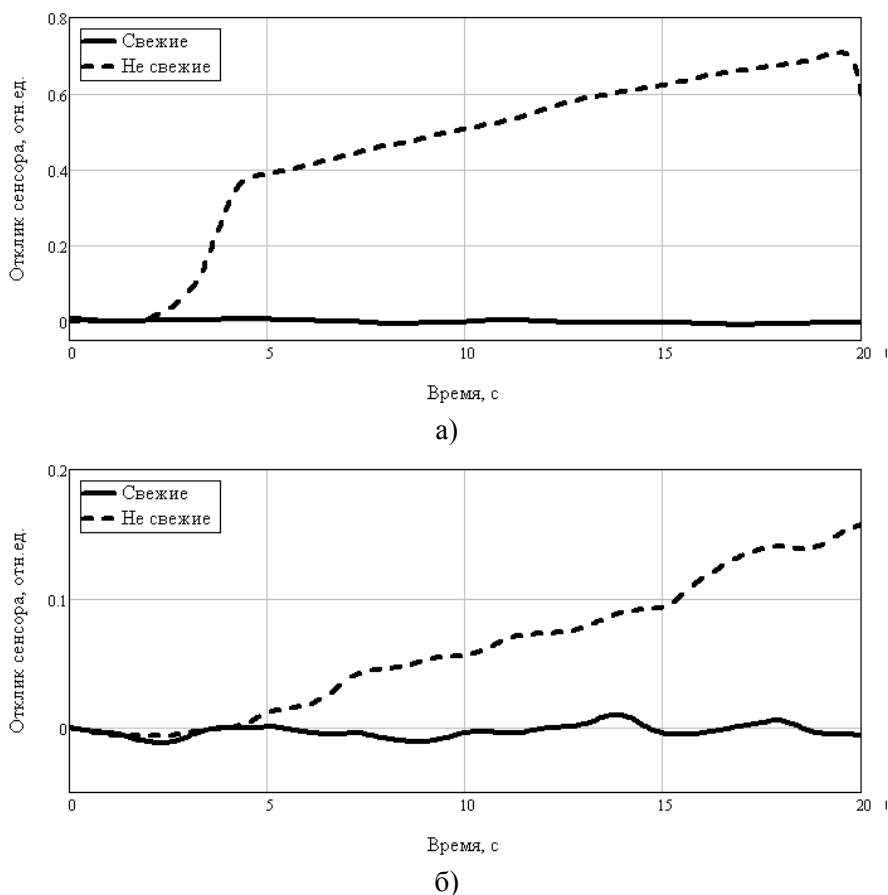 0.8
Свежие
Не свежие
0.6
0.4
0.2
0
Отклик сенсора, отн.ед.
0 5 10 15 20
Время, с
а)
0.2
Свежие
Не свежие
0.1
0
Отклик сенсора, отн.ед.
0 5 10 15 20
Время, с
б)